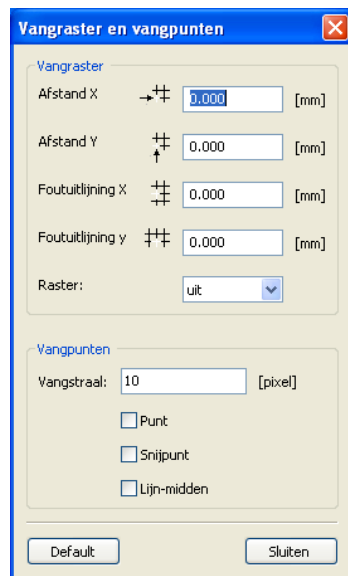 Vangraster en vangpunten
Vangraster
Afstand X 0.000 [mm]
Afstand Y 0.000 [mm]
Foutuitlijning X 0.000 [mm]
Foutuitlijning y 0.000 [mm]
Raster: uit
Vangpunten
Vangstraal: 10 [pixel]
Punt
Snijpunt
Lijn-midden
Default Sluiten